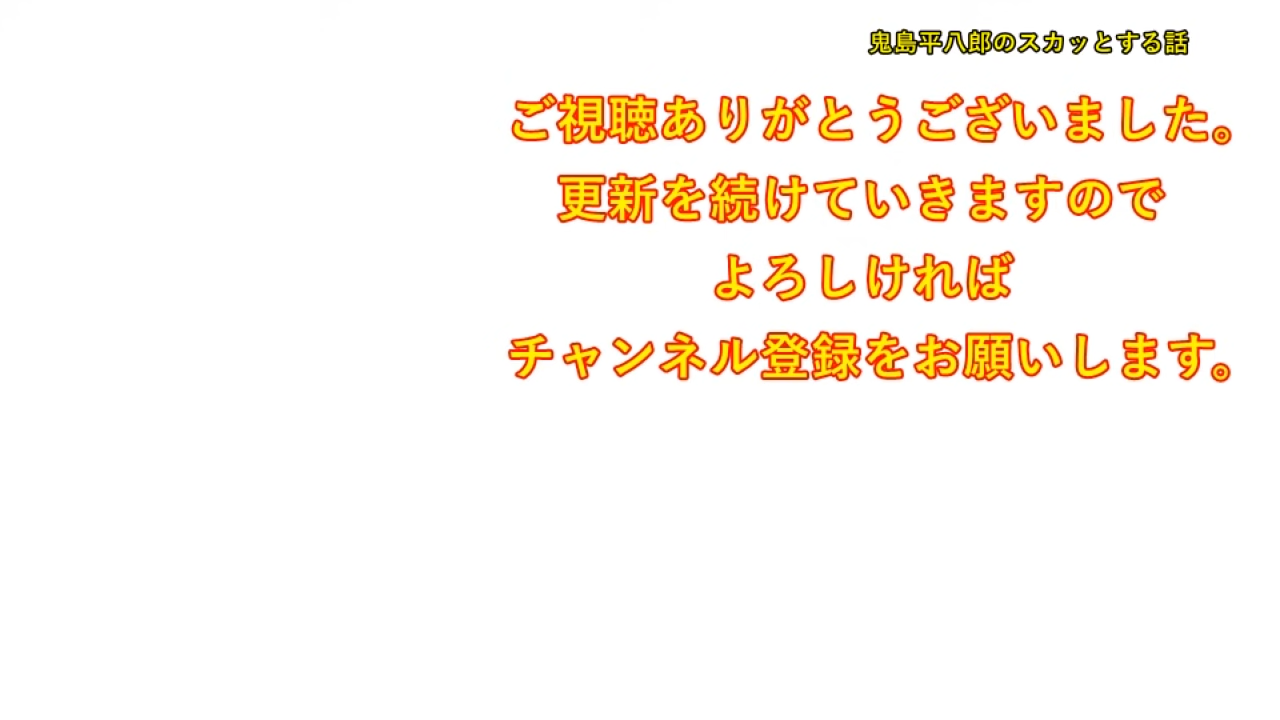 鬼島平八郎のスカッとする話
ご視聴ありがとうございました。
更新を続けていきますので
よろしければ
チャンネル登録をお願いします。